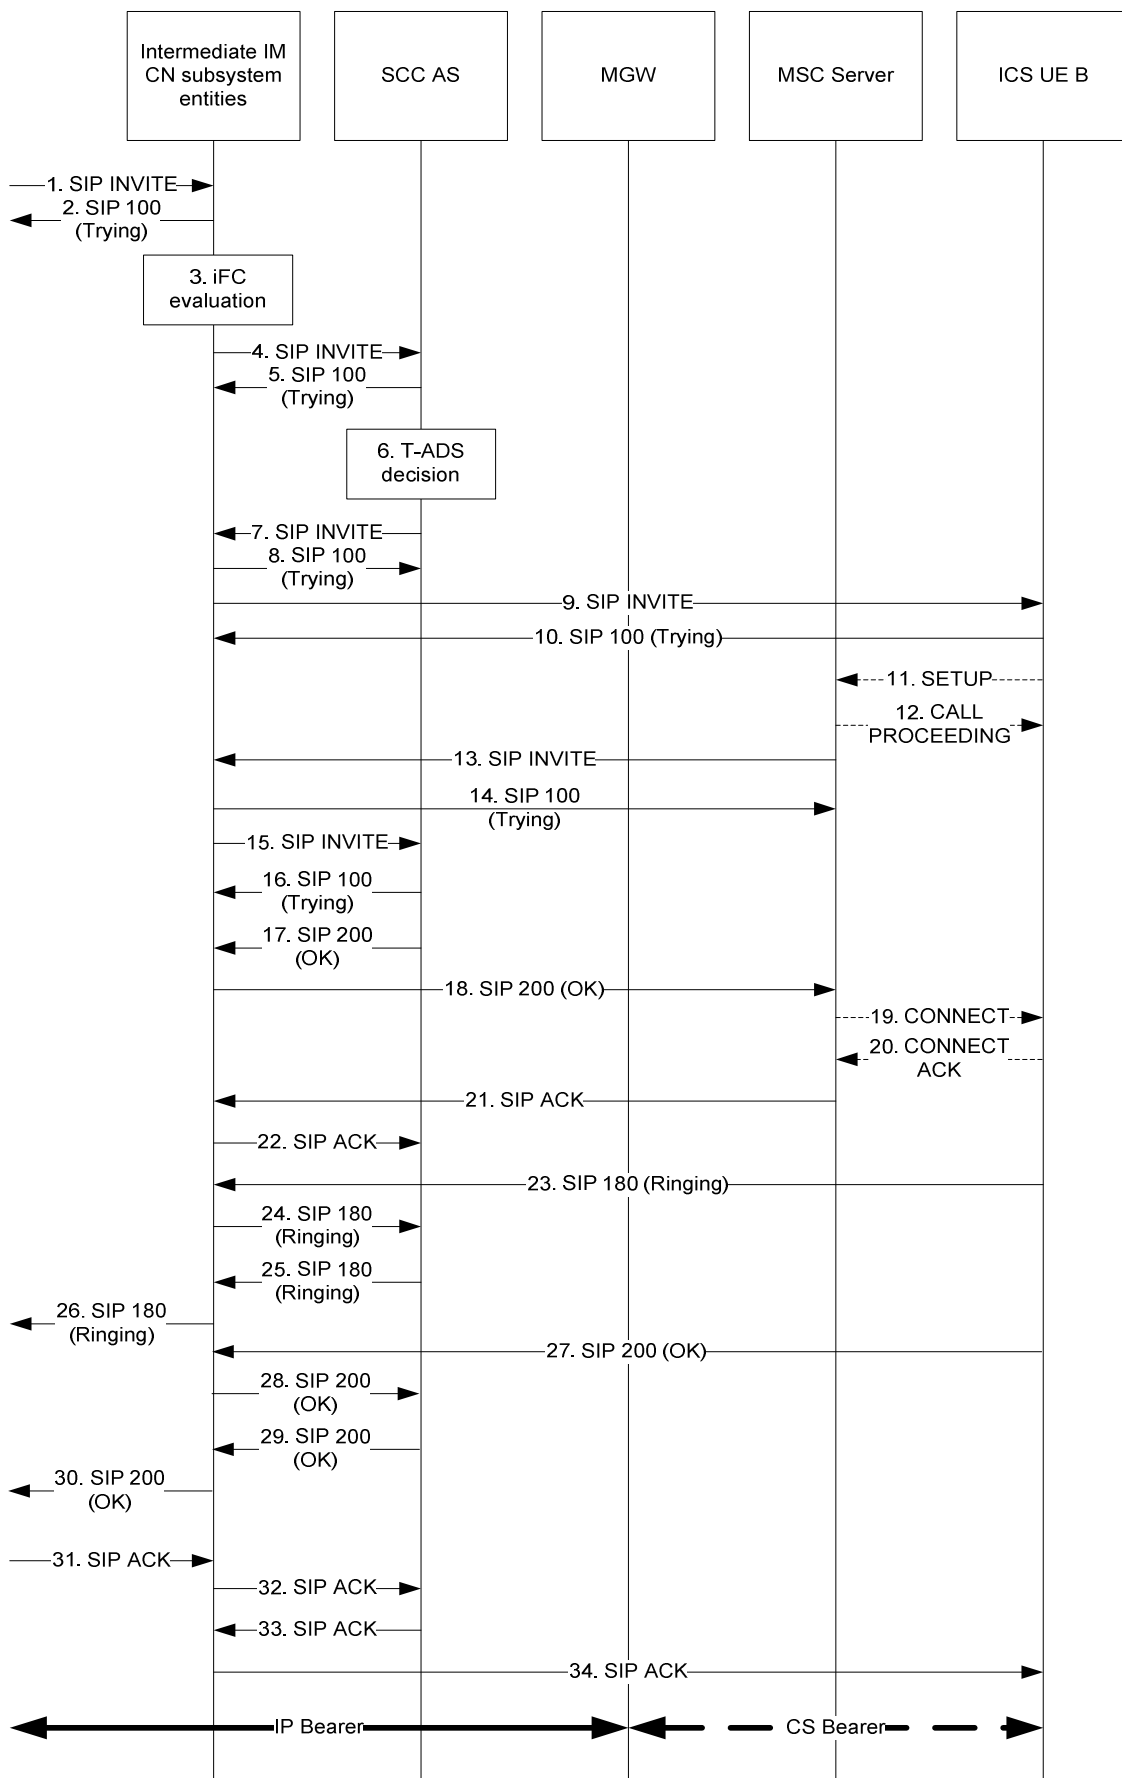 Intermediate IM
CN subsystem
entities
SCC AS
MGW
MSC Server
ICS UE B
1. SIP INVITE
2. SIP 100
(Trying)
3. iFC
evaluation
4. SIP INVITE
5. SIP 100
(Trying)
6. T-ADS
decision
7. SIP INVITE
8. SIP 100
(Trying)
9. SIP INVITE
10. SIP 100 (Trying)
11. SETUP
12. CALL
PROCEEDING
13. SIP INVITE
14. SIP 100
(Trying)
15. SIP INVITE
16. SIP 100
(Trying)
17. SIP 200
(OK)
18. SIP 200 (OK)
19. CONNECT
20. CONNECT
ACK
21. SIP ACK
22. SIP ACK
23. SIP 180 (Ringing)
24. SIP 180
(Ringing)
25. SIP 180
(Ringing)
26. SIP 180
(Ringing)
27. SIP 200 (OK)
28. SIP 200
(OK)
29. SIP 200
(OK)
30. SIP 200
(OK)
31. SIP ACK
32. SIP ACK
33. SIP ACK
34. SIP ACK
IP Bearer
CS Bearer